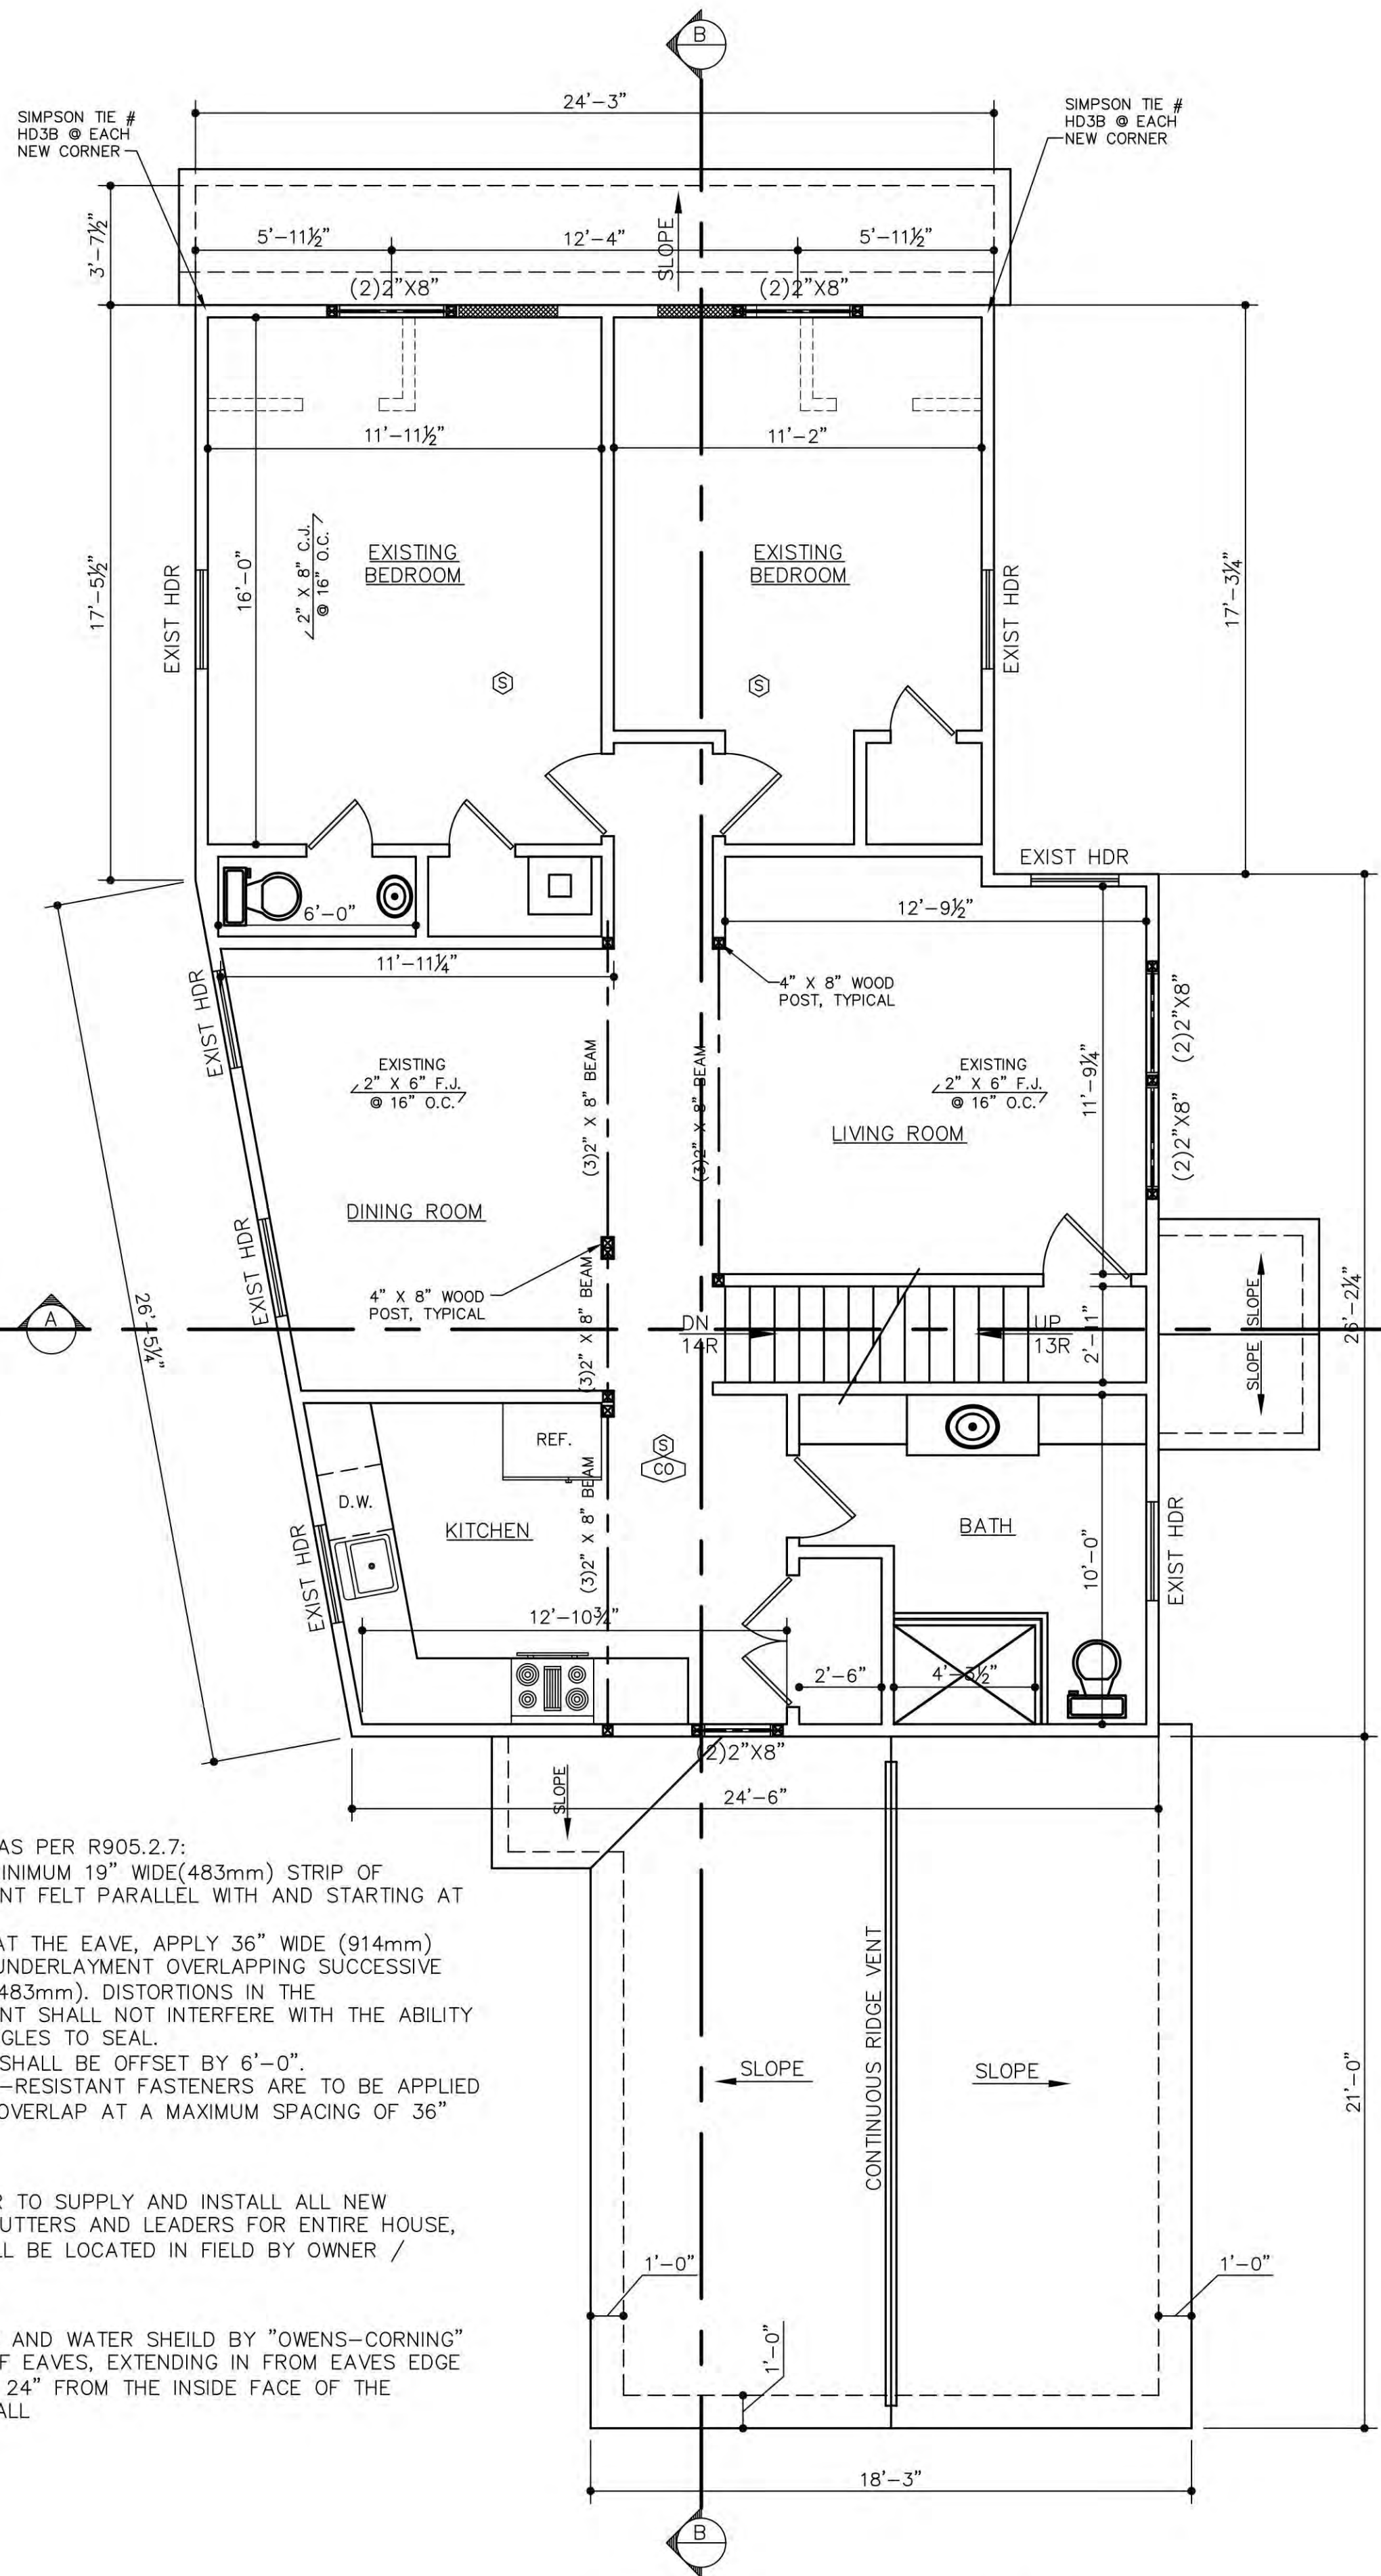 B
24'-3"
SIMPSON TIE #
HD3B @ EACH
NEW CORNER
SIMPSON TIE #
HD3B @ EACH
NEW CORNER
3'-7½"
5'-11½"
12'-4"
5'-11½"
SLOPE
(2)2"X8"
(2)2"X8"
11'-11½"
11'-2"
17'-5½"
EXIST HDR
16'-0"
2" X 8" C.J.
@ 16" O.C.
EXISTING
BEDROOM
EXISTING
BEDROOM
EXIST HDR
17'-3¼"
S
S
EXIST HDR
6'-0"
12'-9½"
11'-11¼"
4" X 8" WOOD
POST, TYPICAL
EXIST HDR
(2)2"X8"
(2)2"X8"
EXISTING
2" X 6" F.J.
@ 16" O.C.
(3)2" X 8" BEAM
(3)2" X 8" BEAM
EXISTING
2" X 6" F.J.
@ 16" O.C.
11'-9¼"
LIVING ROOM
DINING ROOM
EXIST HDR
4" X 8" WOOD
POST, TYPICAL
(3)2" X 8" BEAM
A
26'-5¼"
DN
14R
UP
13R
2'-11"
SLOPE
SLOPE
26'-2¼"
REF.
S
CO
D.W.
KITCHEN
(3)2" X 8" BEAM
BATH
10'-0"
EXIST HDR
EXIST HDR
12'-10¾"
2'-6"
4'-3½"
(2)2"X8"
SLOPE
24'-6"
AS PER R905.2.7:
INIMUM 19" WIDE(483mm) STRIP OF
NT FELT PARALLEL WITH AND STARTING AT
AT THE EAVE, APPLY 36" WIDE (914mm)
UNDERLAYMENT OVERLAPPING SUCCESSIVE
483mm). DISTORTIONS IN THE
NT SHALL NOT INTERFERE WITH THE ABILITY
GLES TO SEAL.
SHALL BE OFFSET BY 6'-0".
-RESISTANT FASTENERS ARE TO BE APPLIED
OVERLAP AT A MAXIMUM SPACING OF 36"
R TO SUPPLY AND INSTALL ALL NEW
UTTERS AND LEADERS FOR ENTIRE HOUSE,
LL BE LOCATED IN FIELD BY OWNER /
AND WATER SHEILD BY "OWENS-CORNING"
F EAVES, EXTENDING IN FROM EAVES EDGE
24" FROM THE INSIDE FACE OF THE
ALL
SLOPE
CONTINUOUS RIDGE VENT
SLOPE
21'-0"
1'-0"
1'-0"
1'-0"
18'-3"
B